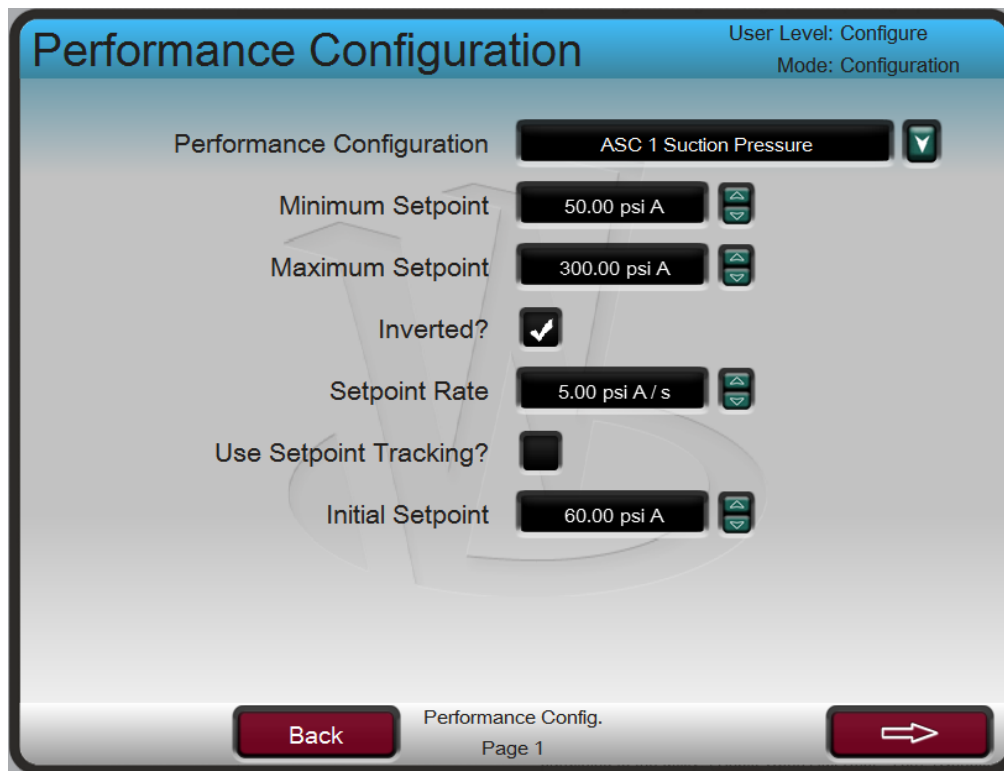 Performance Configuration
User Level: Configure
Mode: Configuration
Performance Configuration ASC 1 Suction Pressure
Minimum Setpoint 50.00 psi A
Maximum Setpoint 300.00 psi A
Inverted?
Setpoint Rate 5.00 psi A / s
Use Setpoint Tracking?
Initial Setpoint 60.00 psi A
Back
Performance Config.
Page 1